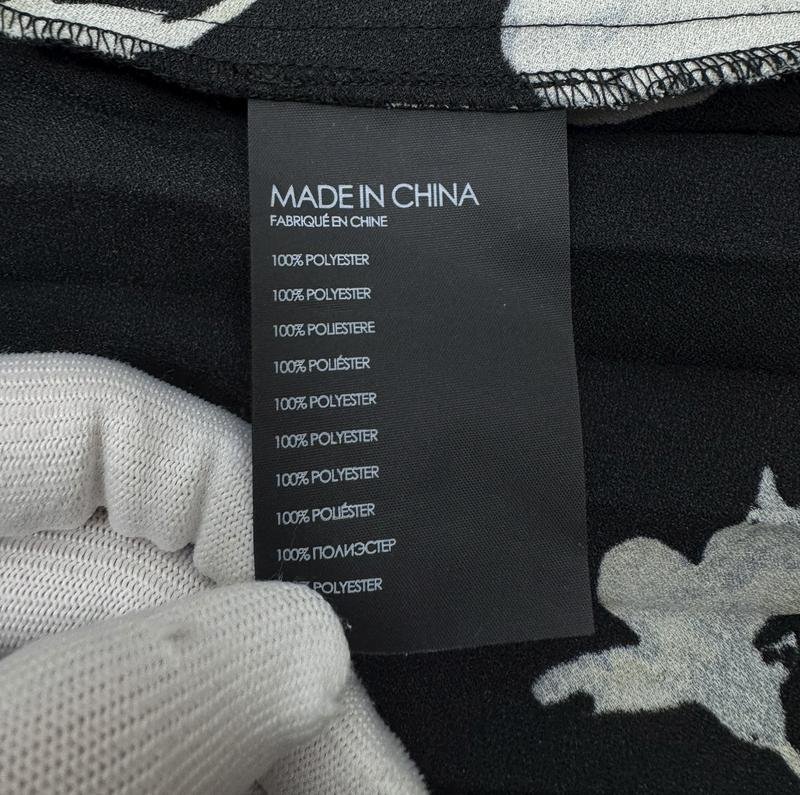 MADE IN CHINA
FABRIQUÉ EN CHINE
100% POLYESTER
100% POLYESTER
100% POLIESTERE
100% POLIÉSTER
100% POLYESTER
100% POLYESTER
100% POLYESTER
100% POLIÉSTER
100% ПОЛИЭСТЕР
POLYESTER